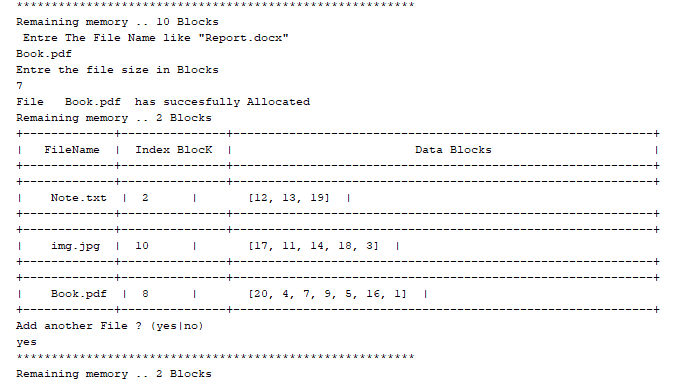 *********************************************************
Remaining memory .. 10 Blocks
 Entre The File Name like "Report.docx"
Book.pdf
Entre the file size in Blocks
7
File   Book.pdf  has succesfully Allocated
Remaining memory .. 2 Blocks
+-------------+---------------+------------------------------------------------------------+
|   FileName  |  Index BlocK  |                          Data Blocks                       |
+-------------+---------------+------------------------------------------------------------+
+-------------+---------------+------------------------------------------------------------+
|    Note.txt  |  2      |       [12, 13, 19]  |
+-------------+---------------+------------------------------------------------------------+
+-------------+---------------+------------------------------------------------------------+
|    img.jpg  |  10      |       [17, 11, 14, 18, 3]  |
+-------------+---------------+------------------------------------------------------------+
+-------------+---------------+------------------------------------------------------------+
|    Book.pdf  |  8      |       [20, 4, 7, 9, 5, 16, 1]  |
+-------------+---------------+------------------------------------------------------------+
Add another File ? (yes|no)
yes
*********************************************************
Remaining memory .. 2 Blocks